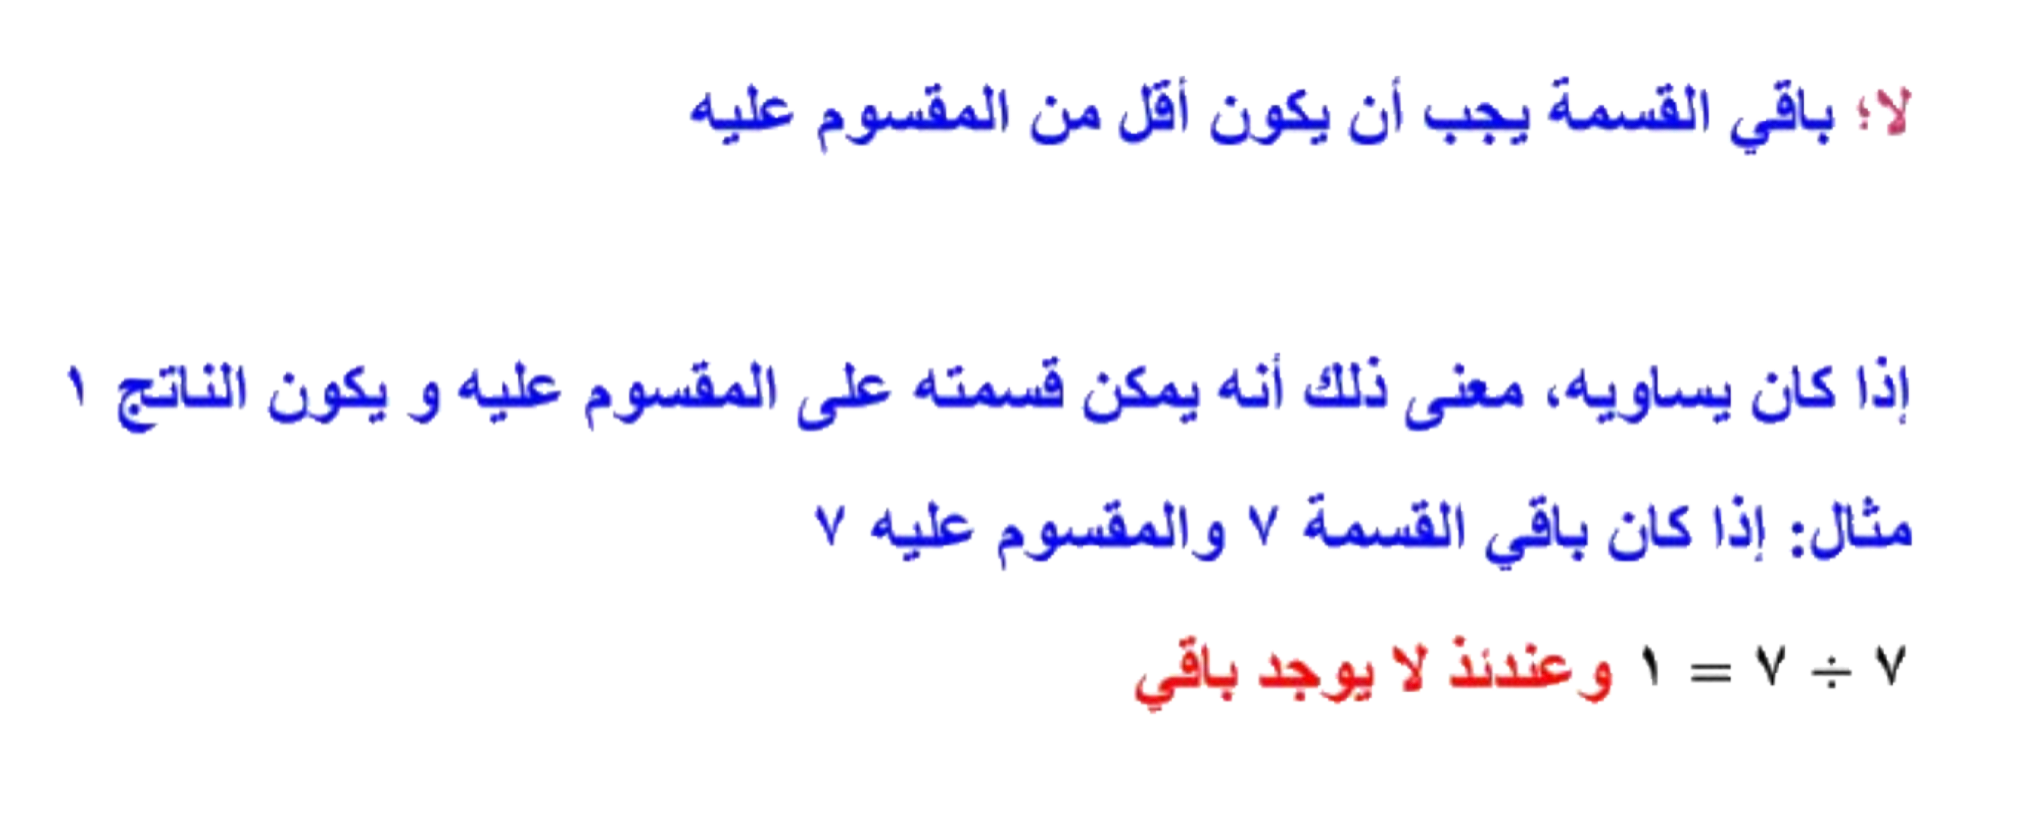 لا؛ باقي القسمة يجب أن يكون أقل من المقسوم عليه
إذا كان يساويه، معنى ذلك أنه يمكن قسمته على المقسوم عليه و يكون الناتج ١
مثال: إذا كان باقي القسمة ٧ والمقسوم عليه ٧
٧ ÷ ٧ = ١ وعندئذ لا يوجد باقي